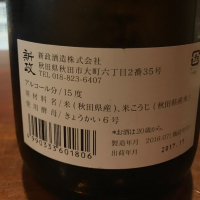 新政
新政酒造株式会社
秋田県秋田市大町六丁目2番35号
TEL 018-823-6407
アルコール分/15度
原材料名/米(秋田県産)、米こうじ(秋田県産米)
使用酵母/きょうかい6号
*お酒は20歳から。
製造年月
出荷年月 2017.11
4990335601806